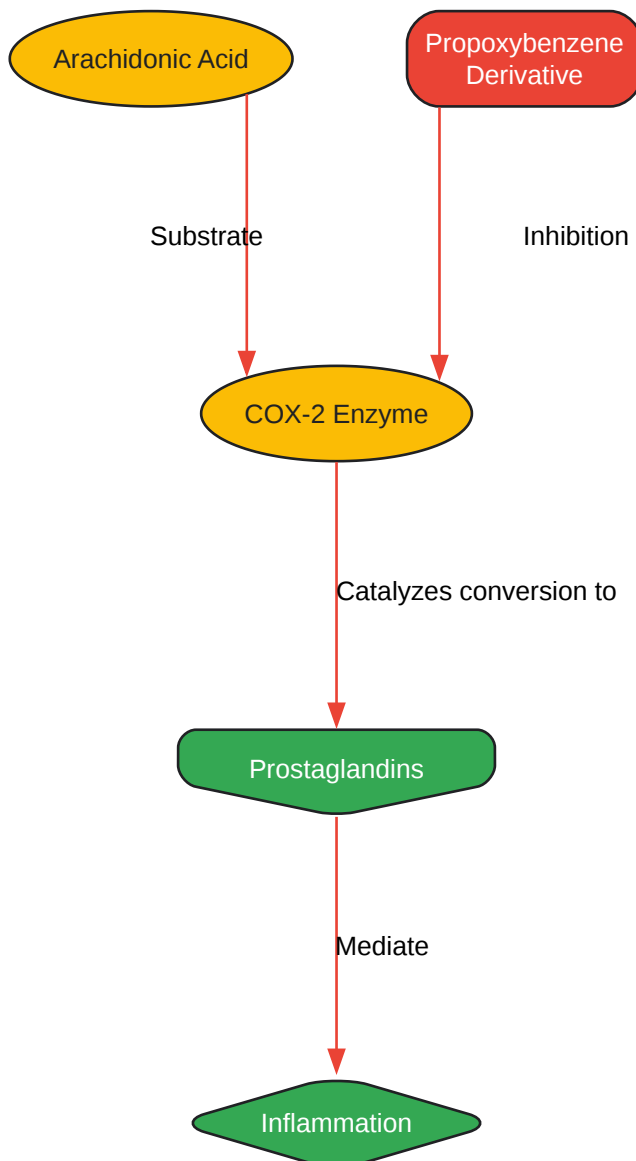 Arachidonic Acid
Propoxybenzene
Derivative
Substrate
Inhibition
COX-2 Enzyme
Catalyzes conversion to
Prostaglandins
Mediate
Inflammation